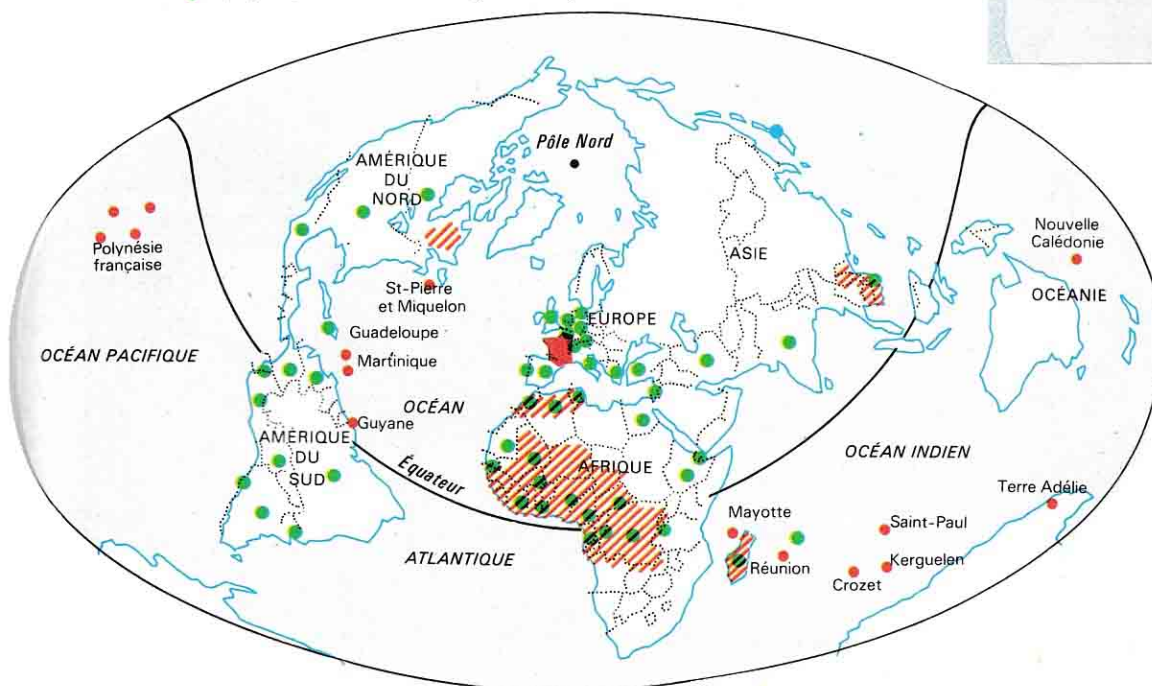 Pôle Nord
AMÉRIQUE
DU
NORD
Polynésie
française
ASIE
Nouvelle
Calédonie
St-Pierre
et Miquelon
OCÉANIE
EUROPE
Guadeloupe
OCÉAN PACIFIQUE
Martinique
OCÉAN
Guyane
AMÉRIQUE
DU
SUD
AFRIQUE
OCÉAN INDIEN
Équateur
Terre Adélie
Mayotte
Saint-Paul
ATLANTIQUE
Réunion
Kerguelen
Crozet